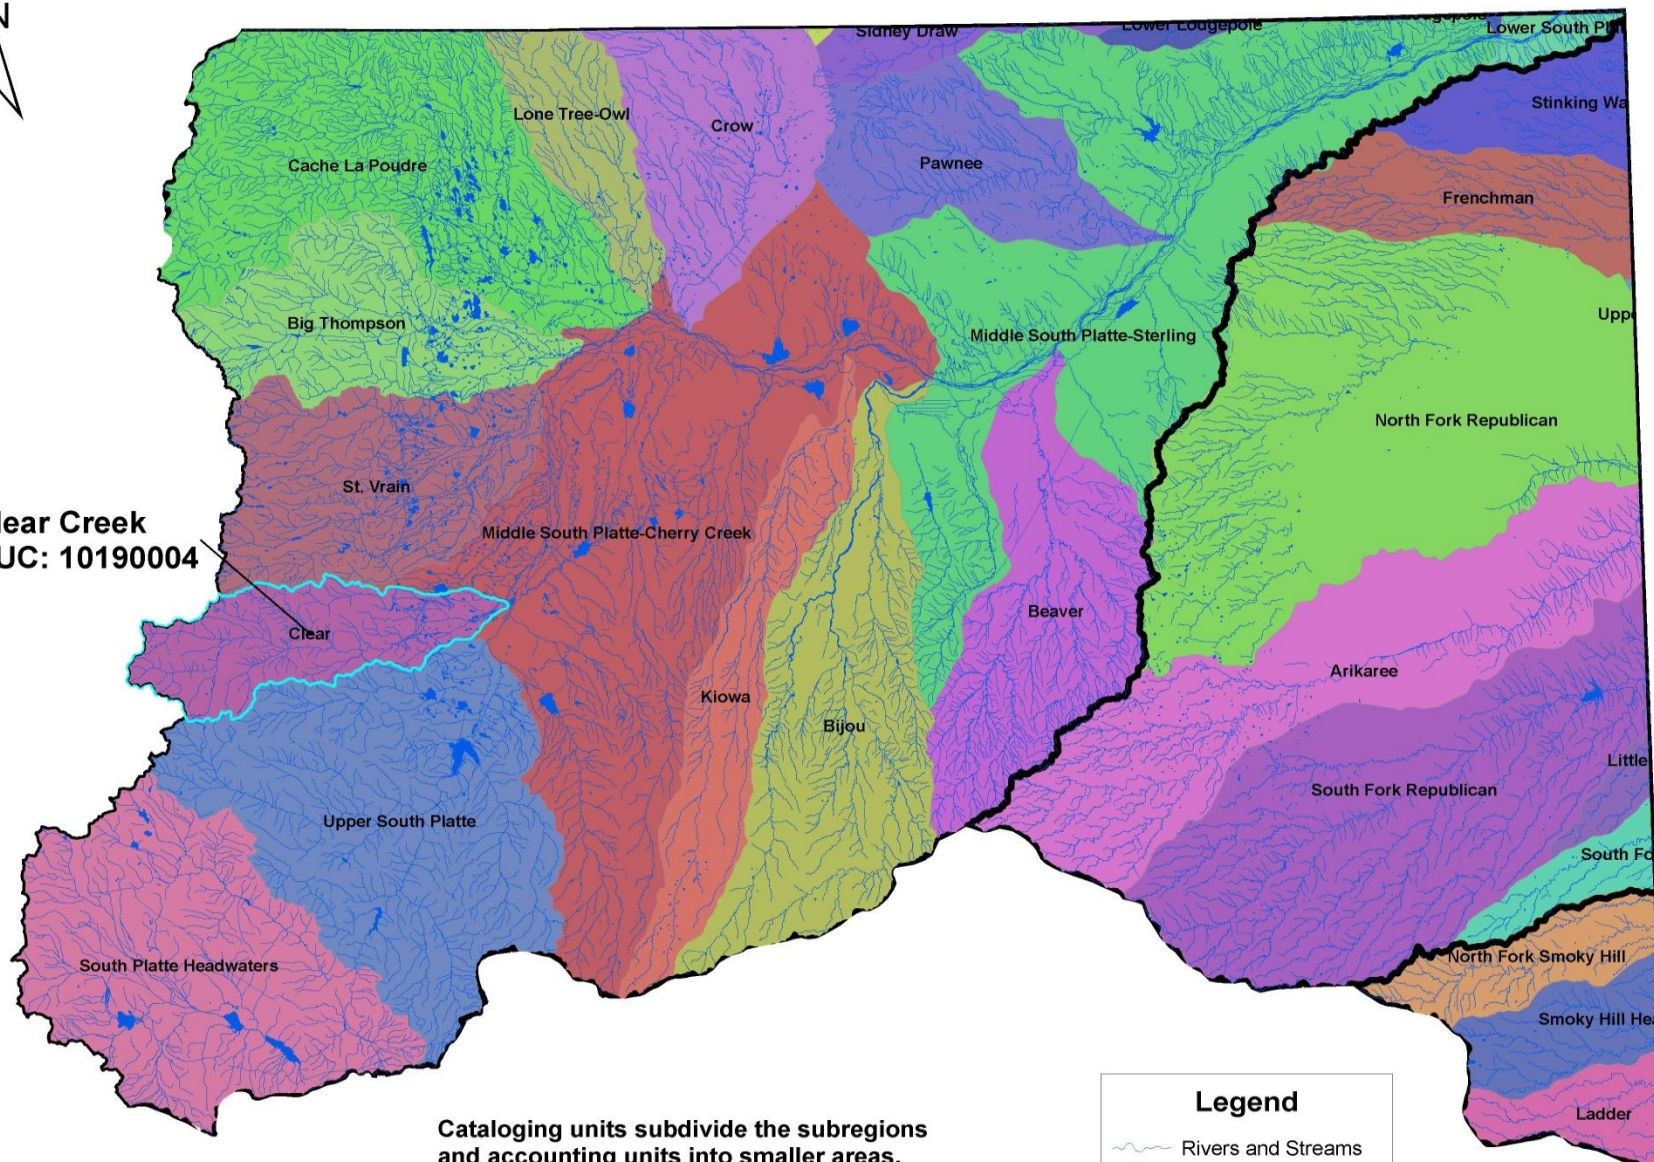 N
Sidney Draw
Lower Lodgepole
Lower South Pl
Lone Tree-Owl
Crow
Stinking Wa
Cache La Poudre
Pawnee
Frenchman
Big Thompson
Middle South Platte-Sterling
Uppe
North Fork Republican
St. Vrain
lear Creek
UC: 10190004
Middle South Platte-Cherry Creek
Clear
Beaver
Arikaree
Kiowa
Bijou
Little
South Fork Republican
Upper South Platte
South Fo
South Platte Headwaters
North Fork Smoky Hill
Smoky Hill Hea
Ladder
Cataloging units subdivide the subregions
and accounting units into smaller areas.
Legend
Rivers and Streams